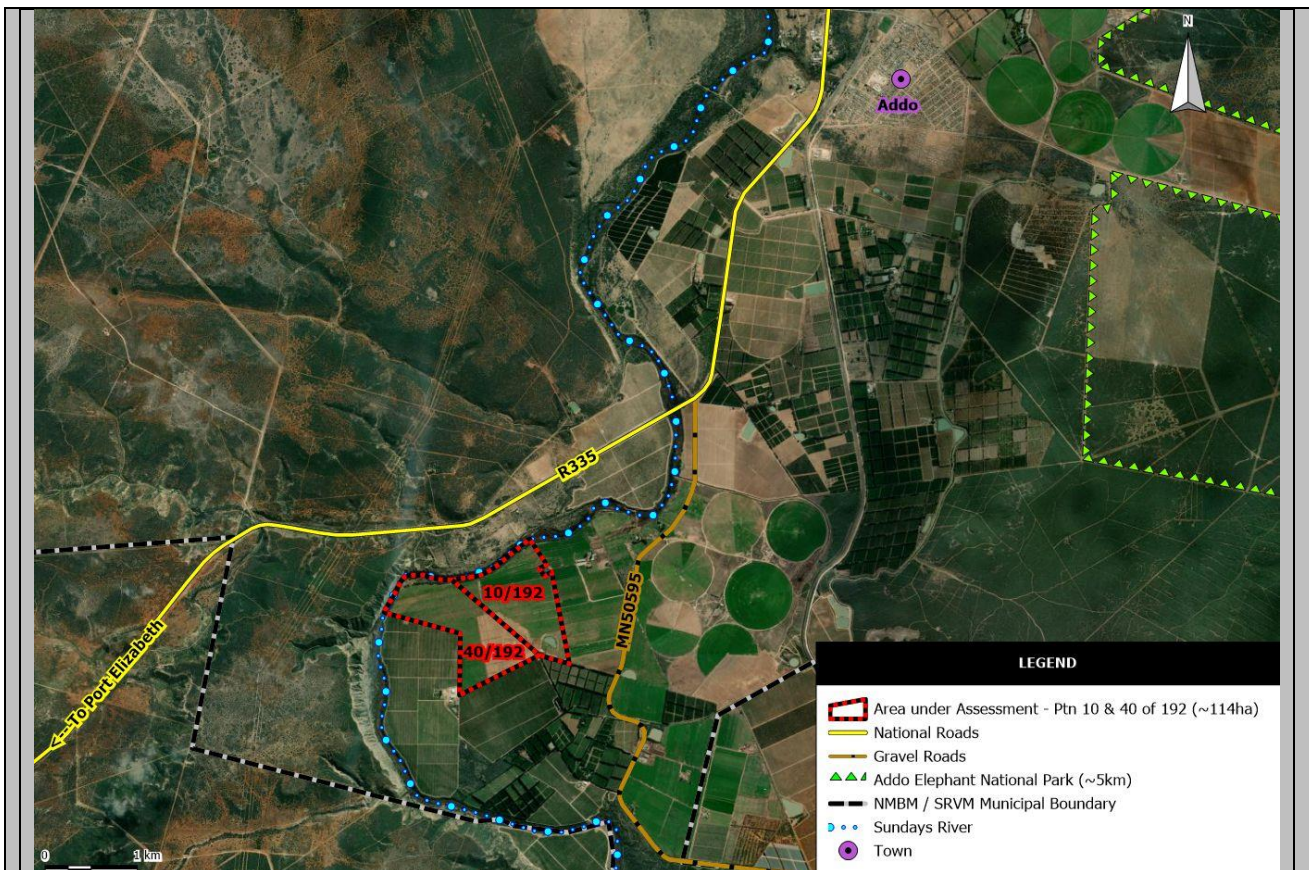 N
Addo
R335
10/192
MN50595
40/192
<---To Port Elizabeth
0 1 km
LEGEND
Area under Assessment - Ptn 10 & 40 of 192 (~114ha)
National Roads
Gravel Roads
Addo Elephant National Park (~5km)
NMBM / SRVM Municipal Boundary
Sundays River
Town